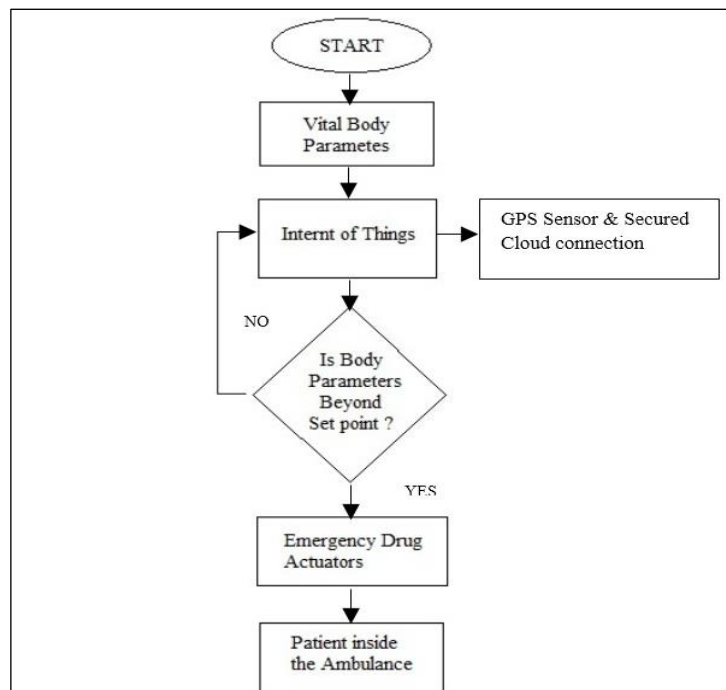 START
Vital Body
Parametes
Internt of Things
GPS Sensor & Secured
Cloud connection
NO
Is Body
Parameters
Beyond
Set point ?
YES
Emergency Drug
Actuators
Patient inside
the Ambulance